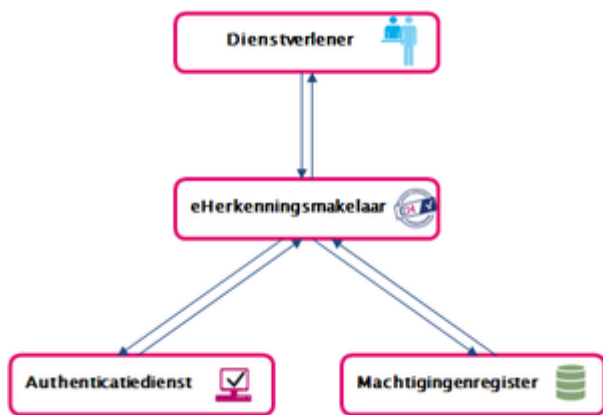 Dienstverlener
eHerkenningsmakelaar
Authenticatiedienst
Machtigingenregister